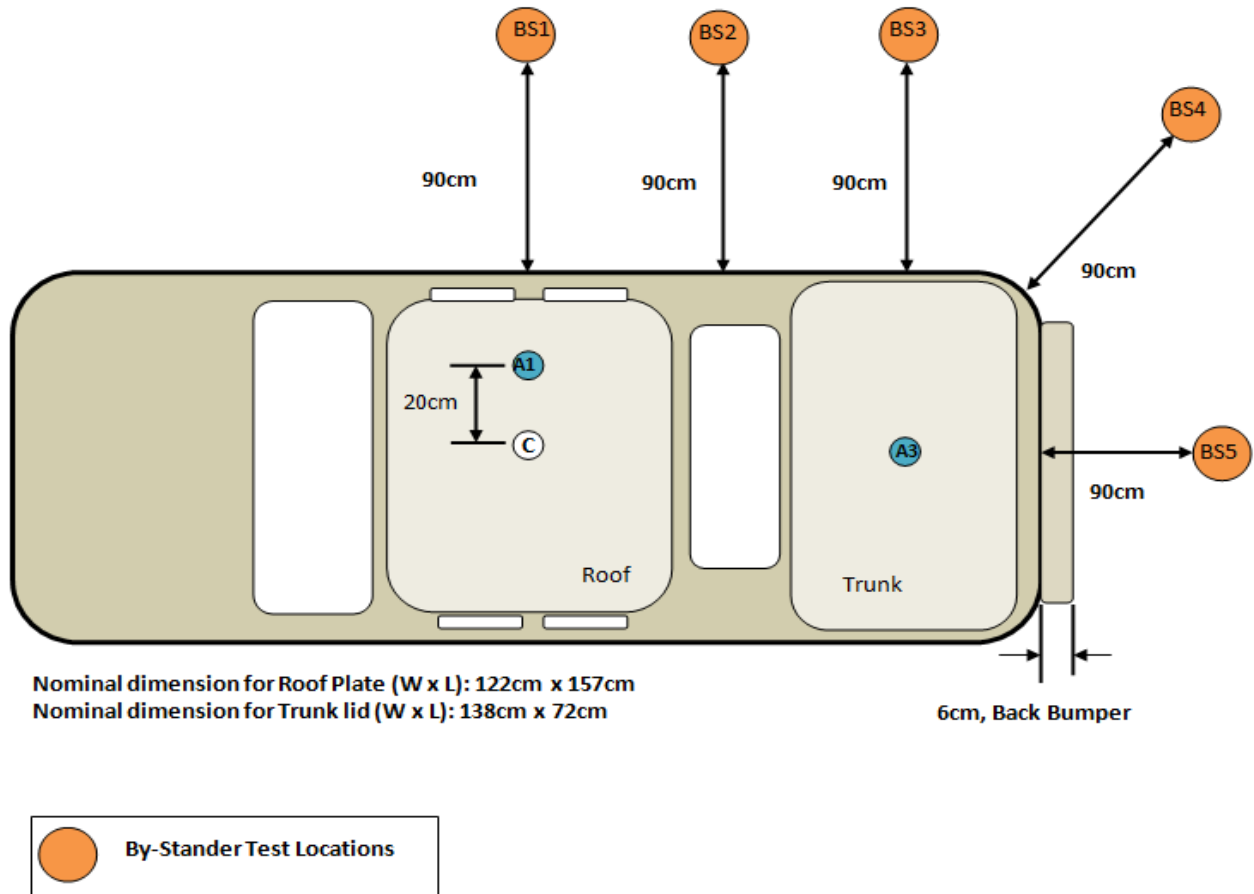 BS1
BS2
BS3
BS4
90cm
90cm
90cm
90cm
A1
20cm
C
A3
BS5
90cm
Roof
Trunk
Nominal dimension for Roof Plate (W x L): 122cm x 157cm
Nominal dimension for Trunk lid (W x L): 138cm x 72cm
6cm, Back Bumper
By-Stander Test Locations